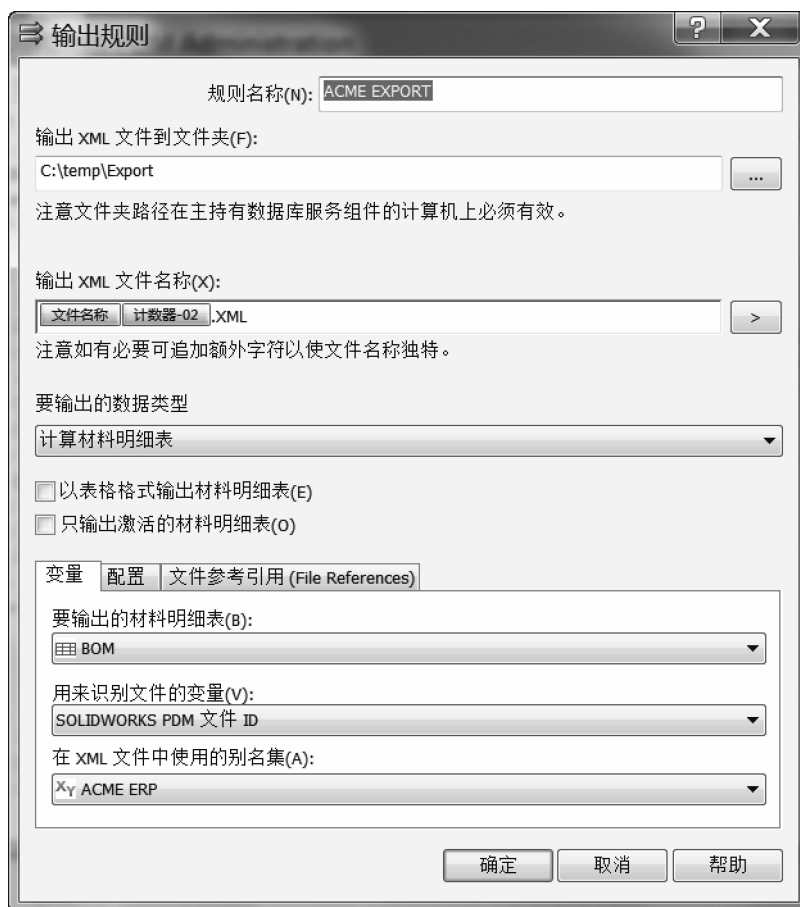 输出规则
规则名称(N): ACME EXPORT
输出 XML 文件到文件夹(F):
C:\temp\Export
...
注意文件夹路径在主持有数据库服务组件的计算机上必须有效。
输出 XML 文件名称(X):
文件名称 计数器-02 .XML
>
注意如有必要可追加额外字符以使文件名称独特。
要输出的数据类型
计算材料明细表
以表格格式输出材料明细表(E)
只输出激活的材料明细表(O)
变量 配置 文件参考引用 (File References)
要输出的材料明细表(B):
BOM
用来识别文件的变量(V):
SOLIDWORKS PDM 文件 ID
在 XML 文件中使用的别名集(A):
XY ACME ERP
确定 取消 帮助